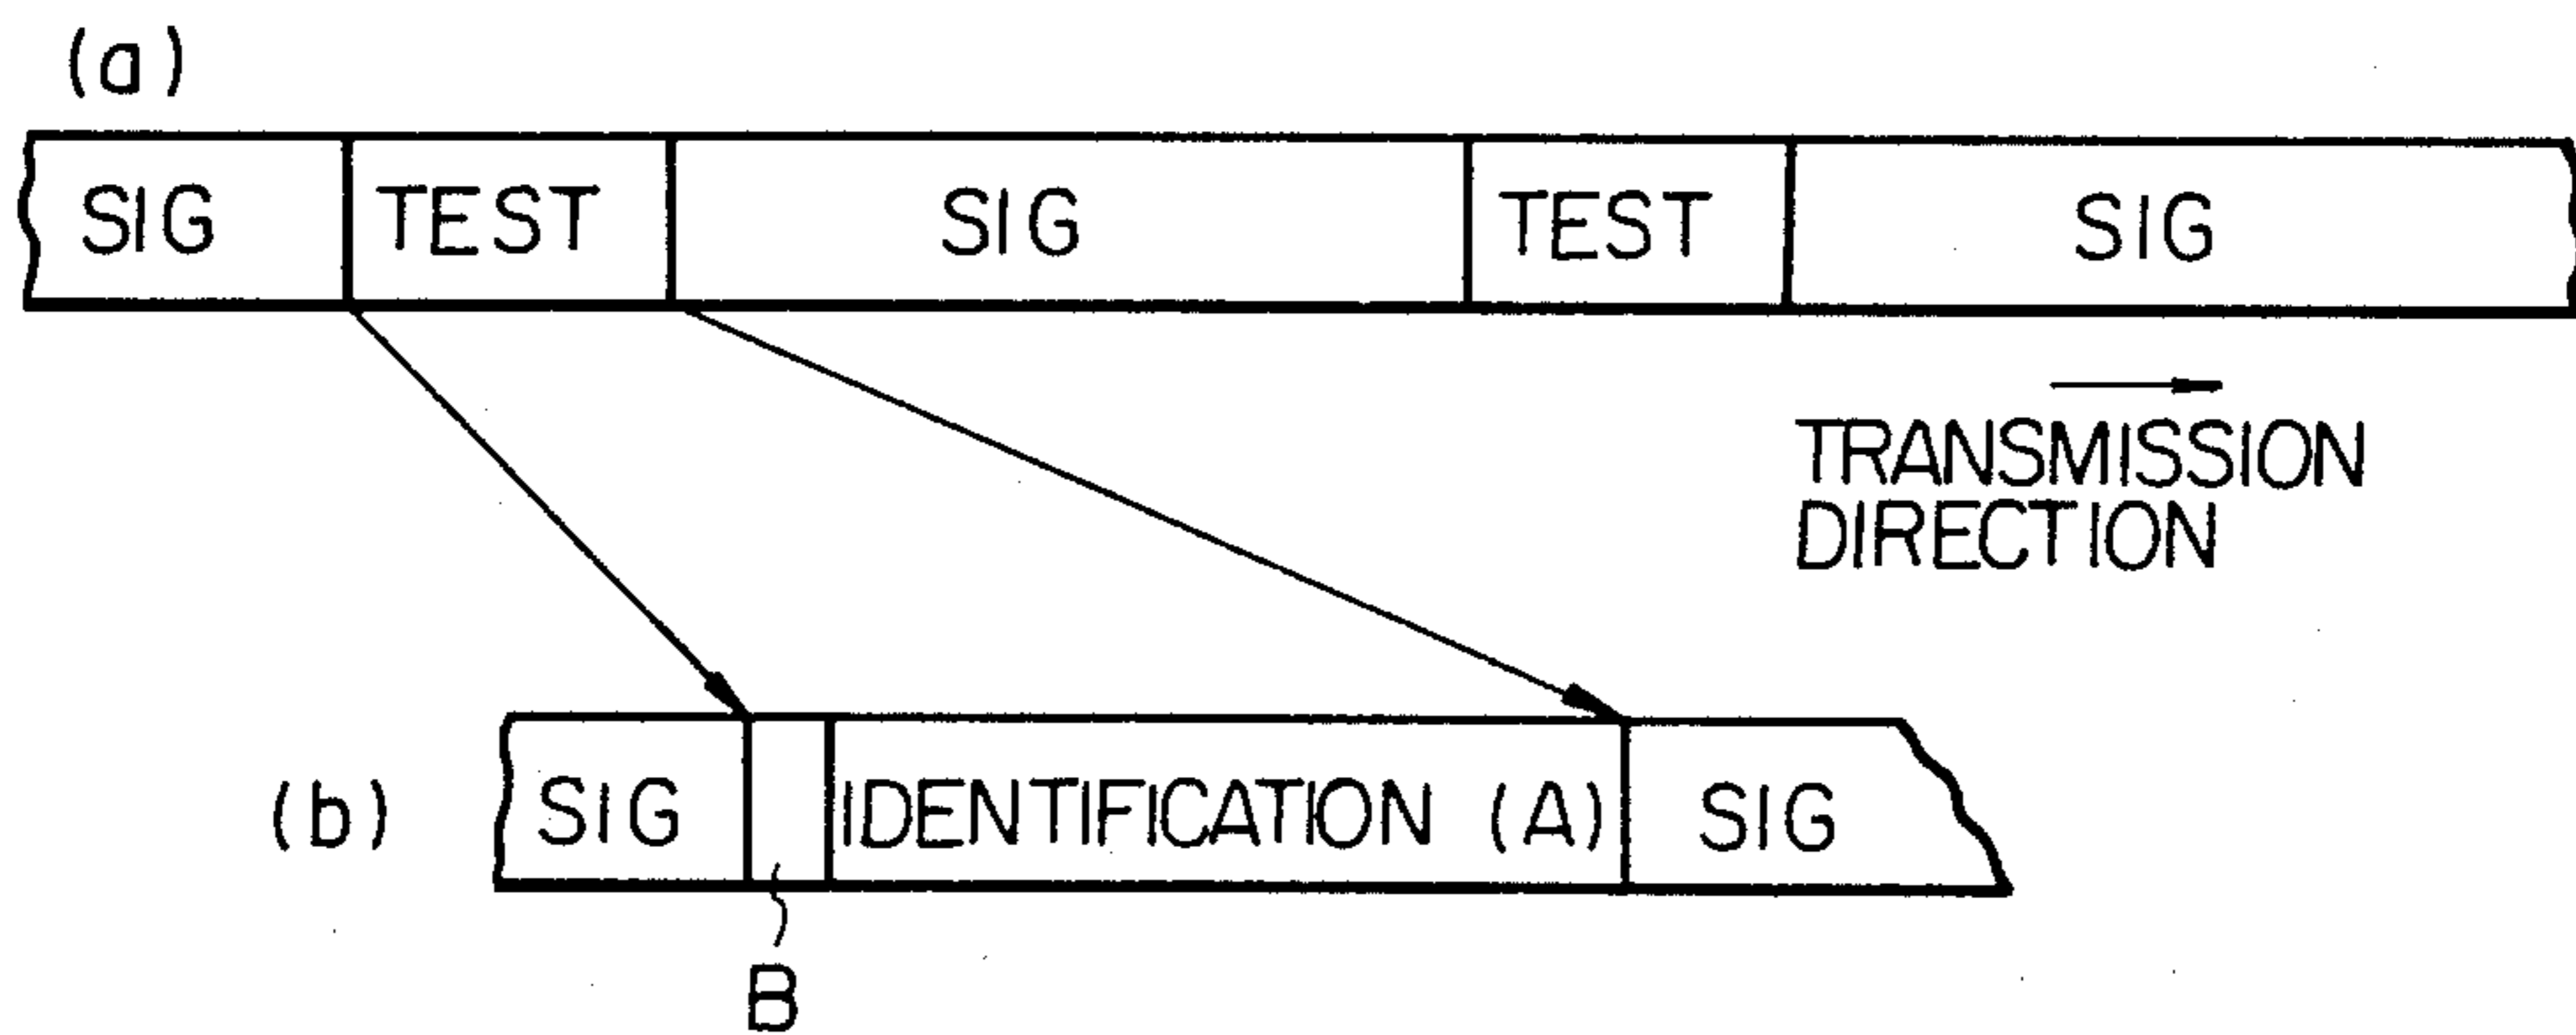 (a)
SIG TEST SIG TEST SIG
TRANSMISSION
DIRECTION
(b) SIG IDENTIFICATION (A) SIG
B